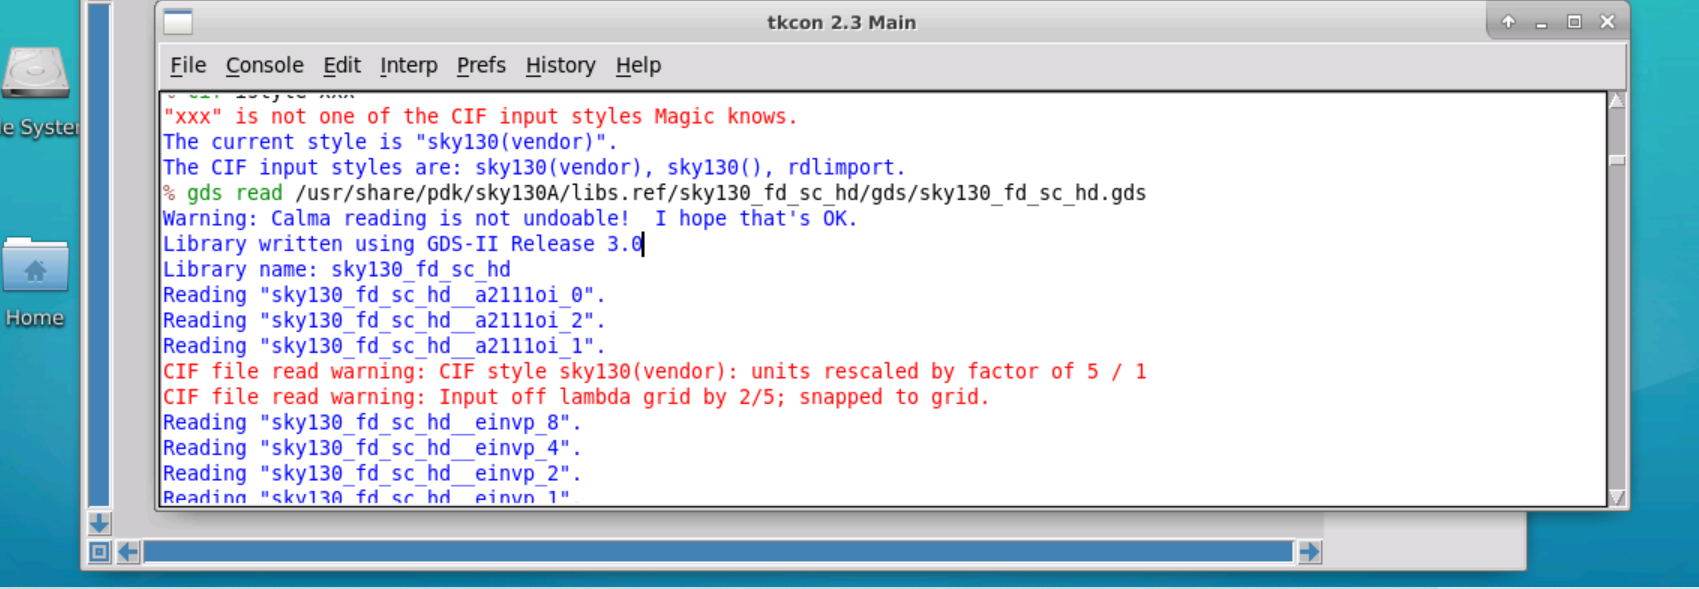 tkcon 2.3 Main
File Console Edit Interp Prefs History Help
"xxx" is not one of the CIF input styles Magic knows.
The current style is "sky130(vendor)".
The CIF input styles are: sky130(vendor), sky130(), rdlimport.
% gds read /usr/share/pdk/sky130A/libs.ref/sky130_fd_sc_hd/gds/sky130_fd_sc_hd.gds
Warning: Calma reading is not undoable!  I hope that's OK.
Library written using GDS-II Release 3.0
Library name: sky130_fd_sc_hd
Reading "sky130_fd_sc_hd__a2111oi_0".
Reading "sky130_fd_sc_hd__a2111oi_2".
Reading "sky130_fd_sc_hd__a2111oi_1".
CIF file read warning: CIF style sky130(vendor): units rescaled by factor of 5 / 1
CIF file read warning: Input off lambda grid by 2/5; snapped to grid.
Reading "sky130_fd_sc_hd__einvp_8".
Reading "sky130_fd_sc_hd__einvp_4".
Reading "sky130_fd_sc_hd__einvp_2".
Reading "sky130_fd_sc_hd__einvp_1".
le System
Home